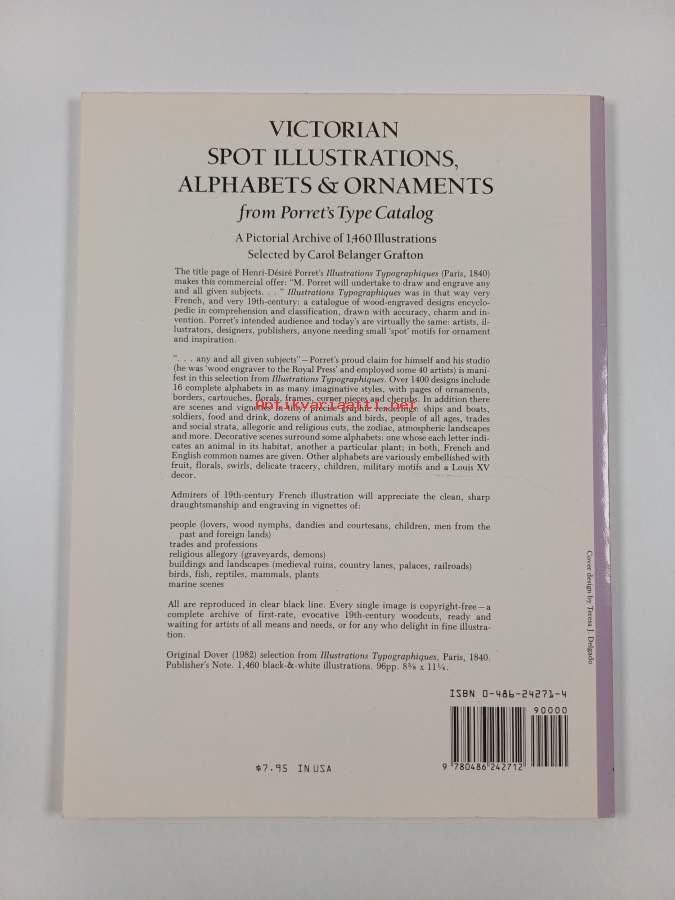 VICTORIAN
SPOT ILLUSTRATIONS,
ALPHABETS & ORNAMENTS
from Porret's Type Catalog
A Pictorial Archive of 1,460 Illustrations
Selected by Carol Belanger Grafton
The title page of Henri-Désiré Porret's Illustrations Typographiques (Paris, 1840)
makes this commercial offer: "M. Porret will undertake to draw and engrave any
and all given subjects. . . ." Illustrations Typographiques was in that way very
French, and very 19th-century: a catalogue of wood-engraved designs encyclo-
pedic in comprehension and classification, drawn with accuracy, charm and in-
vention. Porret's intended audience and today's are virtually the same: artists, il-
lustrators, designers, publishers, anyone needing small 'spot' motifs for ornament
and inspiration.
". . . any and all given subjects"—Porret's proud claim for himself and his studio
(he was 'wood engraver to the Royal Press' and employed some 40 artists) is mani-
fest in this selection from Illustrations Typographiques. Over 1400 designs include
16 complete alphabets in as many imaginative styles, with pages of ornaments,
borders, cartouches, florals, frames, corner pieces and cherubs. In addition there
are scenes and vignettes in tiny, precise graphic renderings: ships and boats,
soldiers, food and drink, dozens of animals and birds, people of all ages, trades
and social strata, allegoric and religious cuts, the zodiac, atmospheric landscapes
and more. Decorative scenes surround some alphabets: one whose each letter indi-
cates an animal in its habitat, another a particular plant; in both, French and
English common names are given. Other alphabets are variously embellished with
fruit, florals, swirls, delicate tracery, children, military motifs and a Louis XV
decor.
Antikvariaatti.net
Admirers of 19th-century French illustration will appreciate the clean, sharp
draughtsmanship and engraving in vignettes of:
people (lovers, wood nymphs, dandies and courtesans, children, men from the
past and foreign lands)
trades and professions
religious allegory (graveyards, demons)
buildings and landscapes (medieval ruins, country lanes, palaces, railroads)
birds, fish, reptiles, mammals, plants
marine scenes
All are reproduced in clear black line. Every single image is copyright-free—a
complete archive of first-rate, evocative 19th-century woodcuts, ready and
waiting for artists of all means and needs, or for any who delight in fine illustra-
tion.
Original Dover (1982) selection from Illustrations Typographiques, Paris, 1840.
Publisher's Note. 1,460 black-&-white illustrations. 96pp. 8⅜ x 11¼.
Cover design by Teresa J. Delgado
ISBN 0-486-24271-4
90000
9 780486 242712
$7.95 IN USA